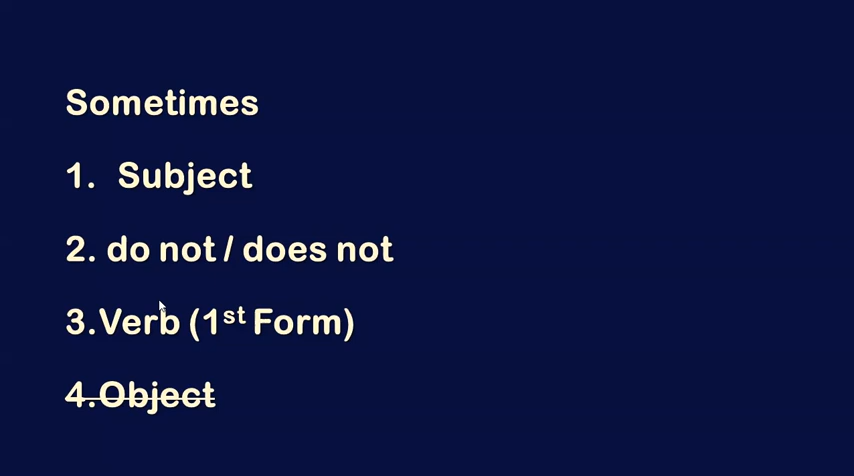 Sometimes
1. Subject
2. do not / does not
3.Verb (1st Form)
4.Object